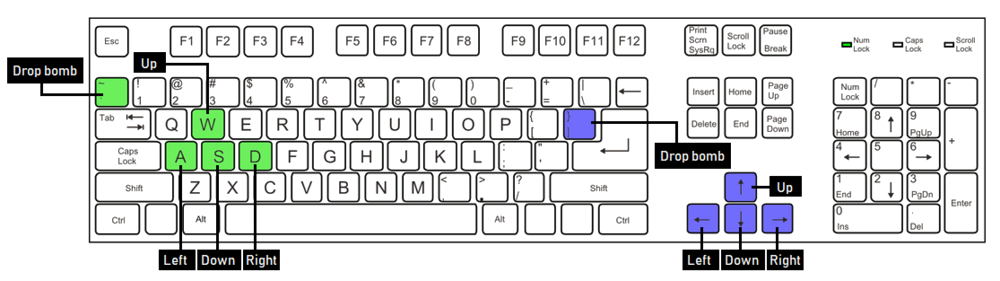 Esc F1 F2 F3 F4 F5 F6 F7 F8 F9 F10 F11 F12 Print Scrn SysRq Scroll Lock Pause Break Num Lock Caps Lock Scroll Lock
Up
Drop bomb
~ ! 1 @ 2 # 3 $ 4 % 5 ^ 6 & 7 * 8 ( 9 ) 0 _ - + = | \ ← Insert Home Page Up Num Lock / * -
Tab Q W E R T Y U I O P { [ } Delete End Page Down 7 Home 8 ↑ 9 PgUp +
Drop bomb
Caps Lock A S D F G H J K L : ; " ' 4 ← 5 6 →
Shift Z X C V B N M < , > . ? / Shift ↑ 1 End 2 ↓ 3 PgDn Enter
Up
Ctrl Alt Alt Ctrl ← ↓ → 0 Ins . Del
Left Down Right Left Down Right